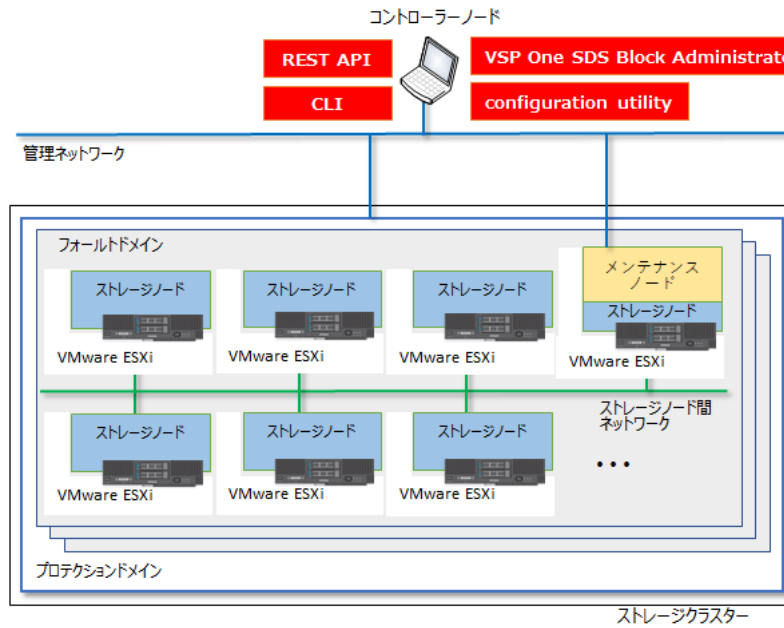 コントローラーノード
REST API
VSP One SDS Block Administrat
CLI
configuration utility
管理ネットワーク
フォールトドメイン
メンテナンス
ノード
ストレージノード
ストレージノード
ストレージノード
ストレージノード
VMware ESXi
VMware ESXi
VMware ESXi
VMware ESXi
ストレージノード間
ネットワーク
ストレージノード
ストレージノード
ストレージノード
•••
VMware ESXi
VMware ESXi
VMware ESXi
プロテクションドメイン
ストレージクラスター